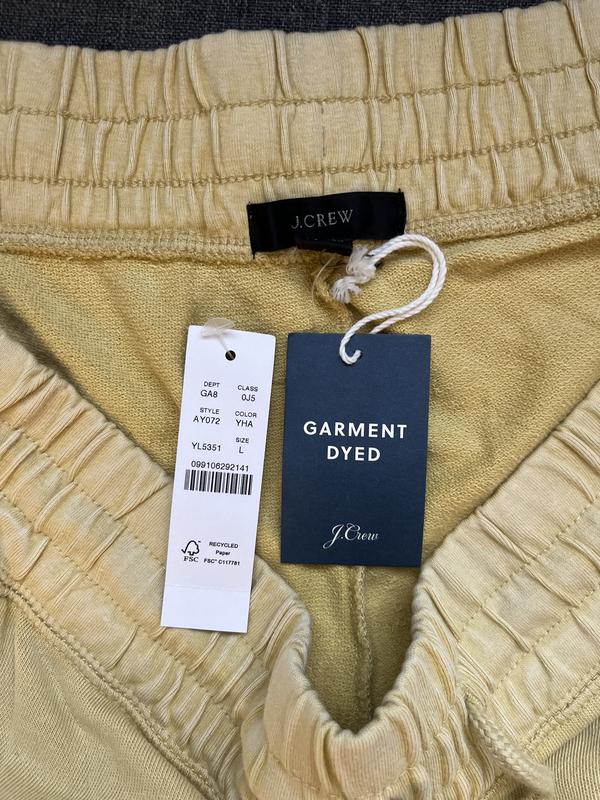 J.CREW
DEPT CLASS
GA8 0J5
STYLE COLOR
AY072 YHA
SIZE
YL5351 L
099106292141
FSC
RECYCLED
Paper
FSC® C117781
GARMENT
DYED
J.Crew